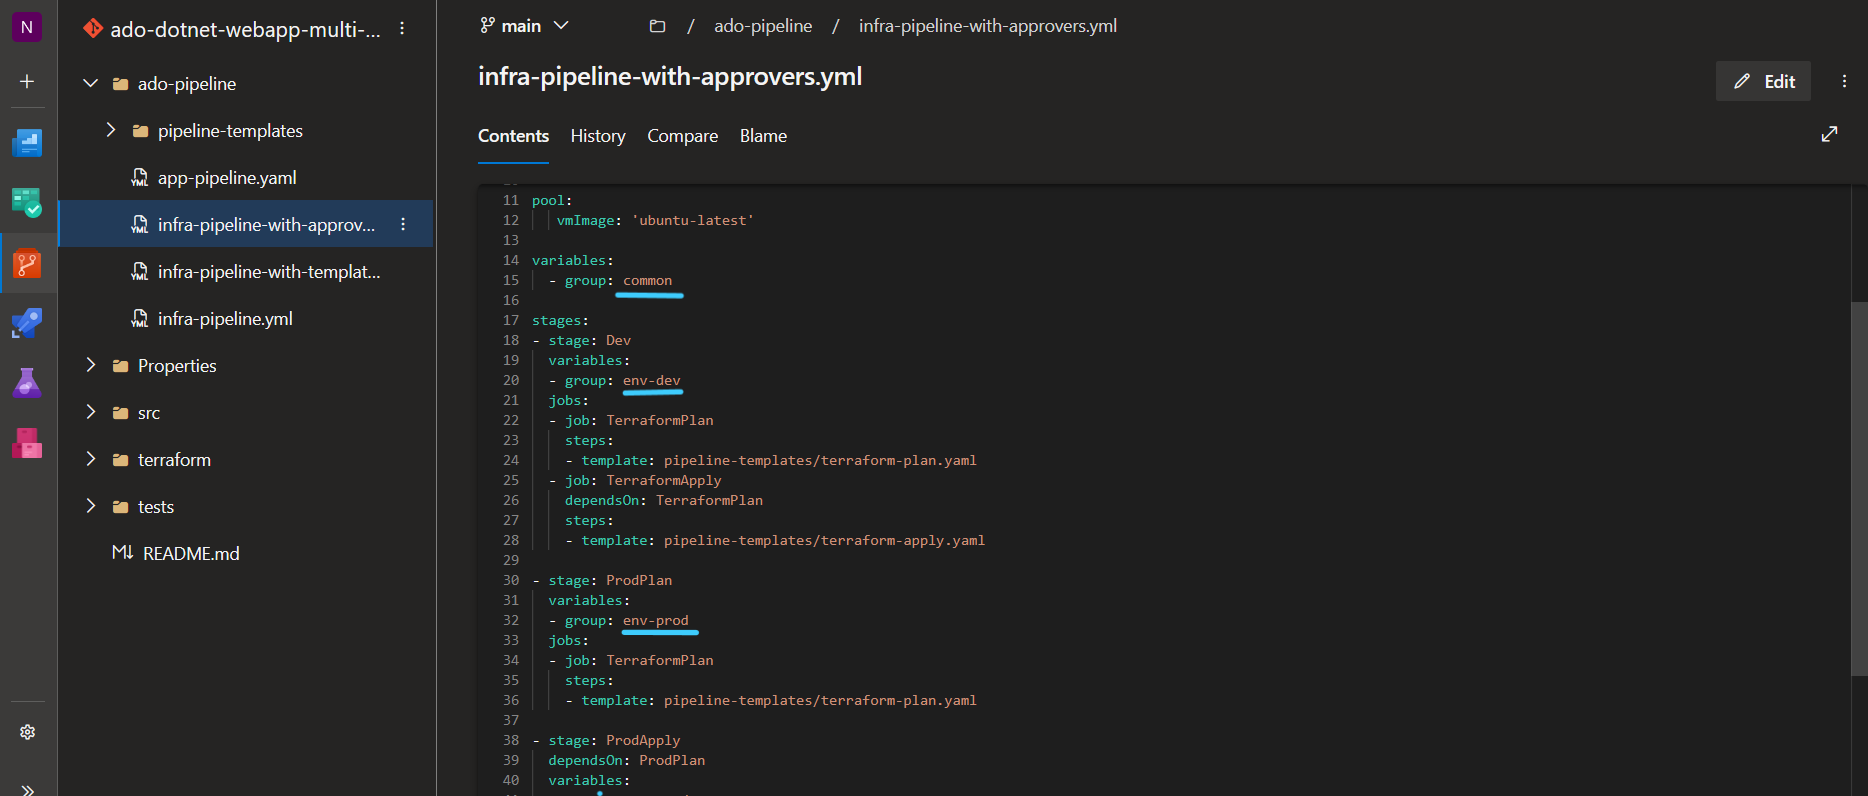 N
ado-dotnet-webapp-multi-...
ado-pipeline
pipeline-templates
app-pipeline.yaml
infra-pipeline-with-approv...
infra-pipeline-with-templat...
infra-pipeline.yml
Properties
src
terraform
tests
README.md
main
/ ado-pipeline / infra-pipeline-with-approvers.yml
infra-pipeline-with-approvers.yml
Edit
Contents History Compare Blame
11 pool:
12 vmImage: 'ubuntu-latest'
13
14 variables:
15 - group: common
16
17 stages:
18 - stage: Dev
19 variables:
20 - group: env-dev
21 jobs:
22 - job: TerraformPlan
23 steps:
24 - template: pipeline-templates/terraform-plan.yaml
25 - job: TerraformApply
26 dependsOn: TerraformPlan
27 steps:
28 - template: pipeline-templates/terraform-apply.yaml
29
30 - stage: ProdPlan
31 variables:
32 - group: env-prod
33 jobs:
34 - job: TerraformPlan
35 steps:
36 - template: pipeline-templates/terraform-plan.yaml
37
38 - stage: ProdApply
39 dependsOn: ProdPlan
40 variables: